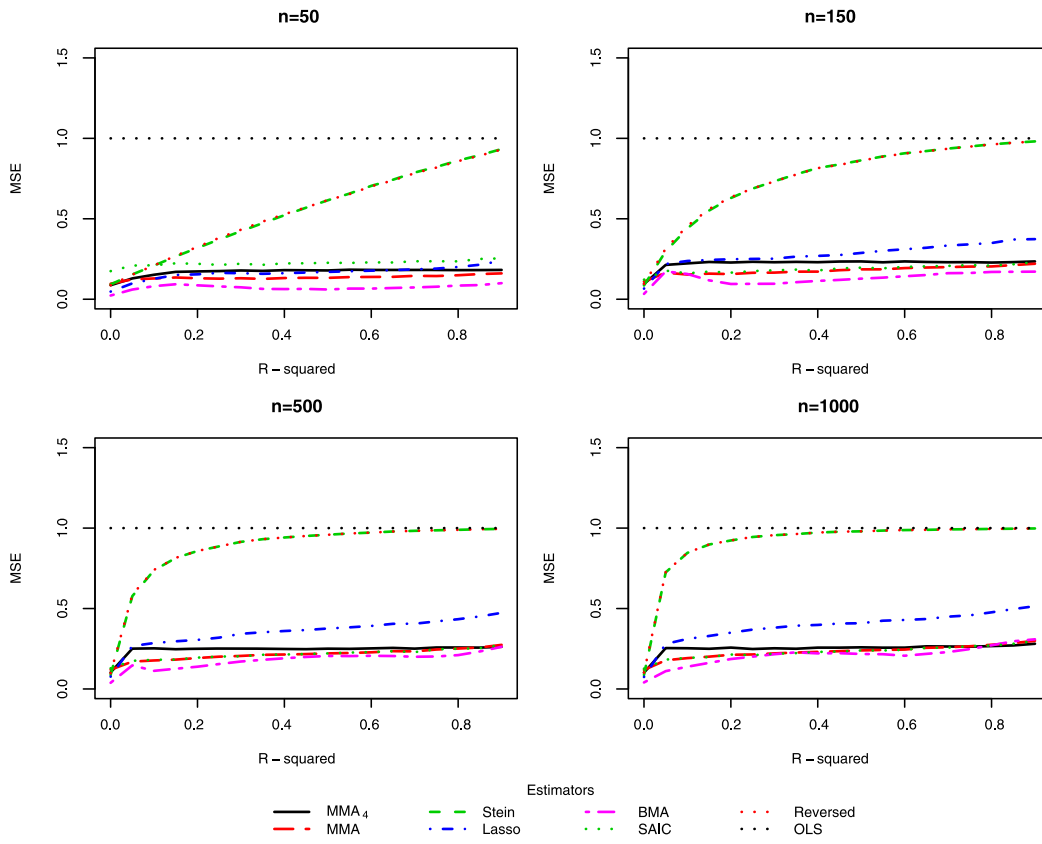 n=50
MSE
0.0 0.5 1.0 1.5
0.0 0.2 0.4 0.6 0.8
R − squared
n=150
MSE
0.0 0.5 1.0 1.5
0.0 0.2 0.4 0.6 0.8
R − squared
n=500
MSE
0.0 0.5 1.0 1.5
0.0 0.2 0.4 0.6 0.8
R − squared
n=1000
MSE
0.0 0.5 1.0 1.5
0.0 0.2 0.4 0.6 0.8
R − squared
Estimators
MMA₄ Stein BMA Reversed
MMA Lasso SAIC OLS